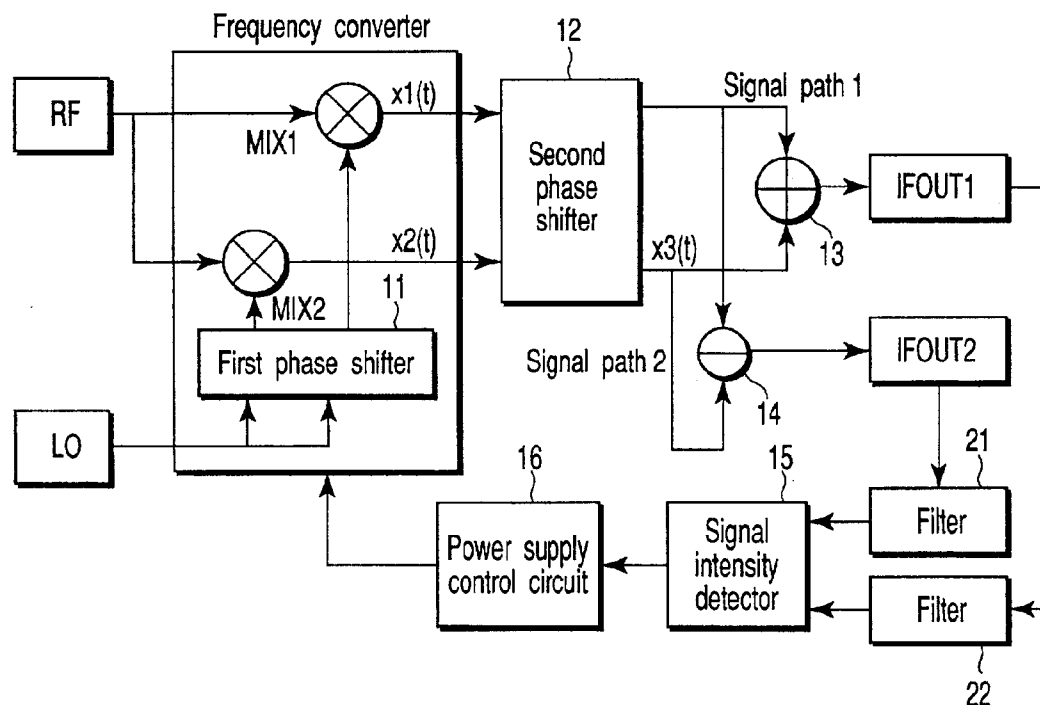 Frequency converter
12
RF
x1(t)
MIX1
Signal path 1
Second
phase
shifter
IFOUT1
13
x2(t)
x3(t)
MIX2
11
First phase shifter
Signal path 2
IFOUT2
14
LO
16
15
21
Power supply
control circuit
Signal
intensity
detector
Filter
Filter
22